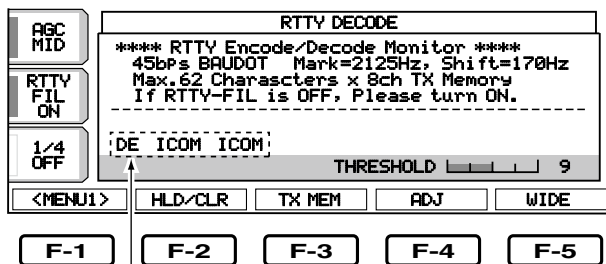 AGC
MID
RTTY DECODE
**** RTTY Encode/Decode Monitor ****
45bps BAUDOT Mark=2125Hz, Shift=170Hz
Max.62 Charascters x 8ch TX Memory
If RTTY-FIL is OFF, Please turn ON.
RTTY
FIL
ON
DE ICOM ICOM
1/4
OFF
THRESHOLD 9
<MENU1> HLD/CLR TX MEM ADJ WIDE
F-1 F-2 F-3 F-4 F-5